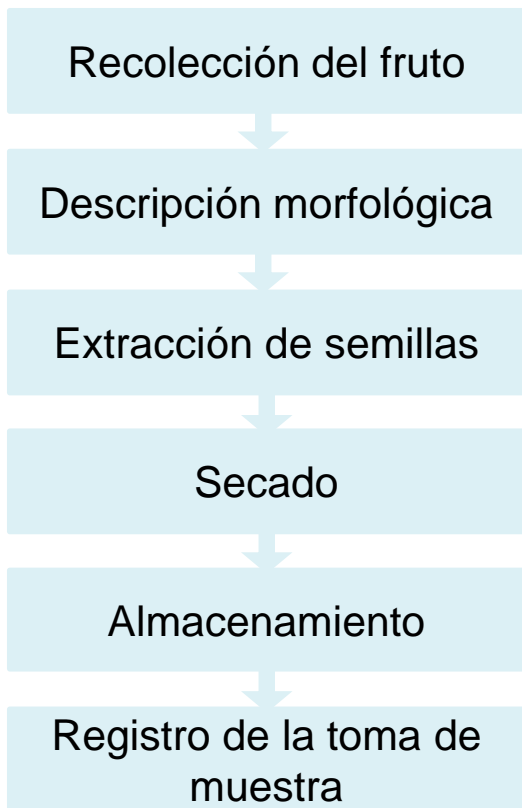 Recolección del fruto
Descripción morfológica
Extracción de semillas
Secado
Almacenamiento
Registro de la toma de
muestra